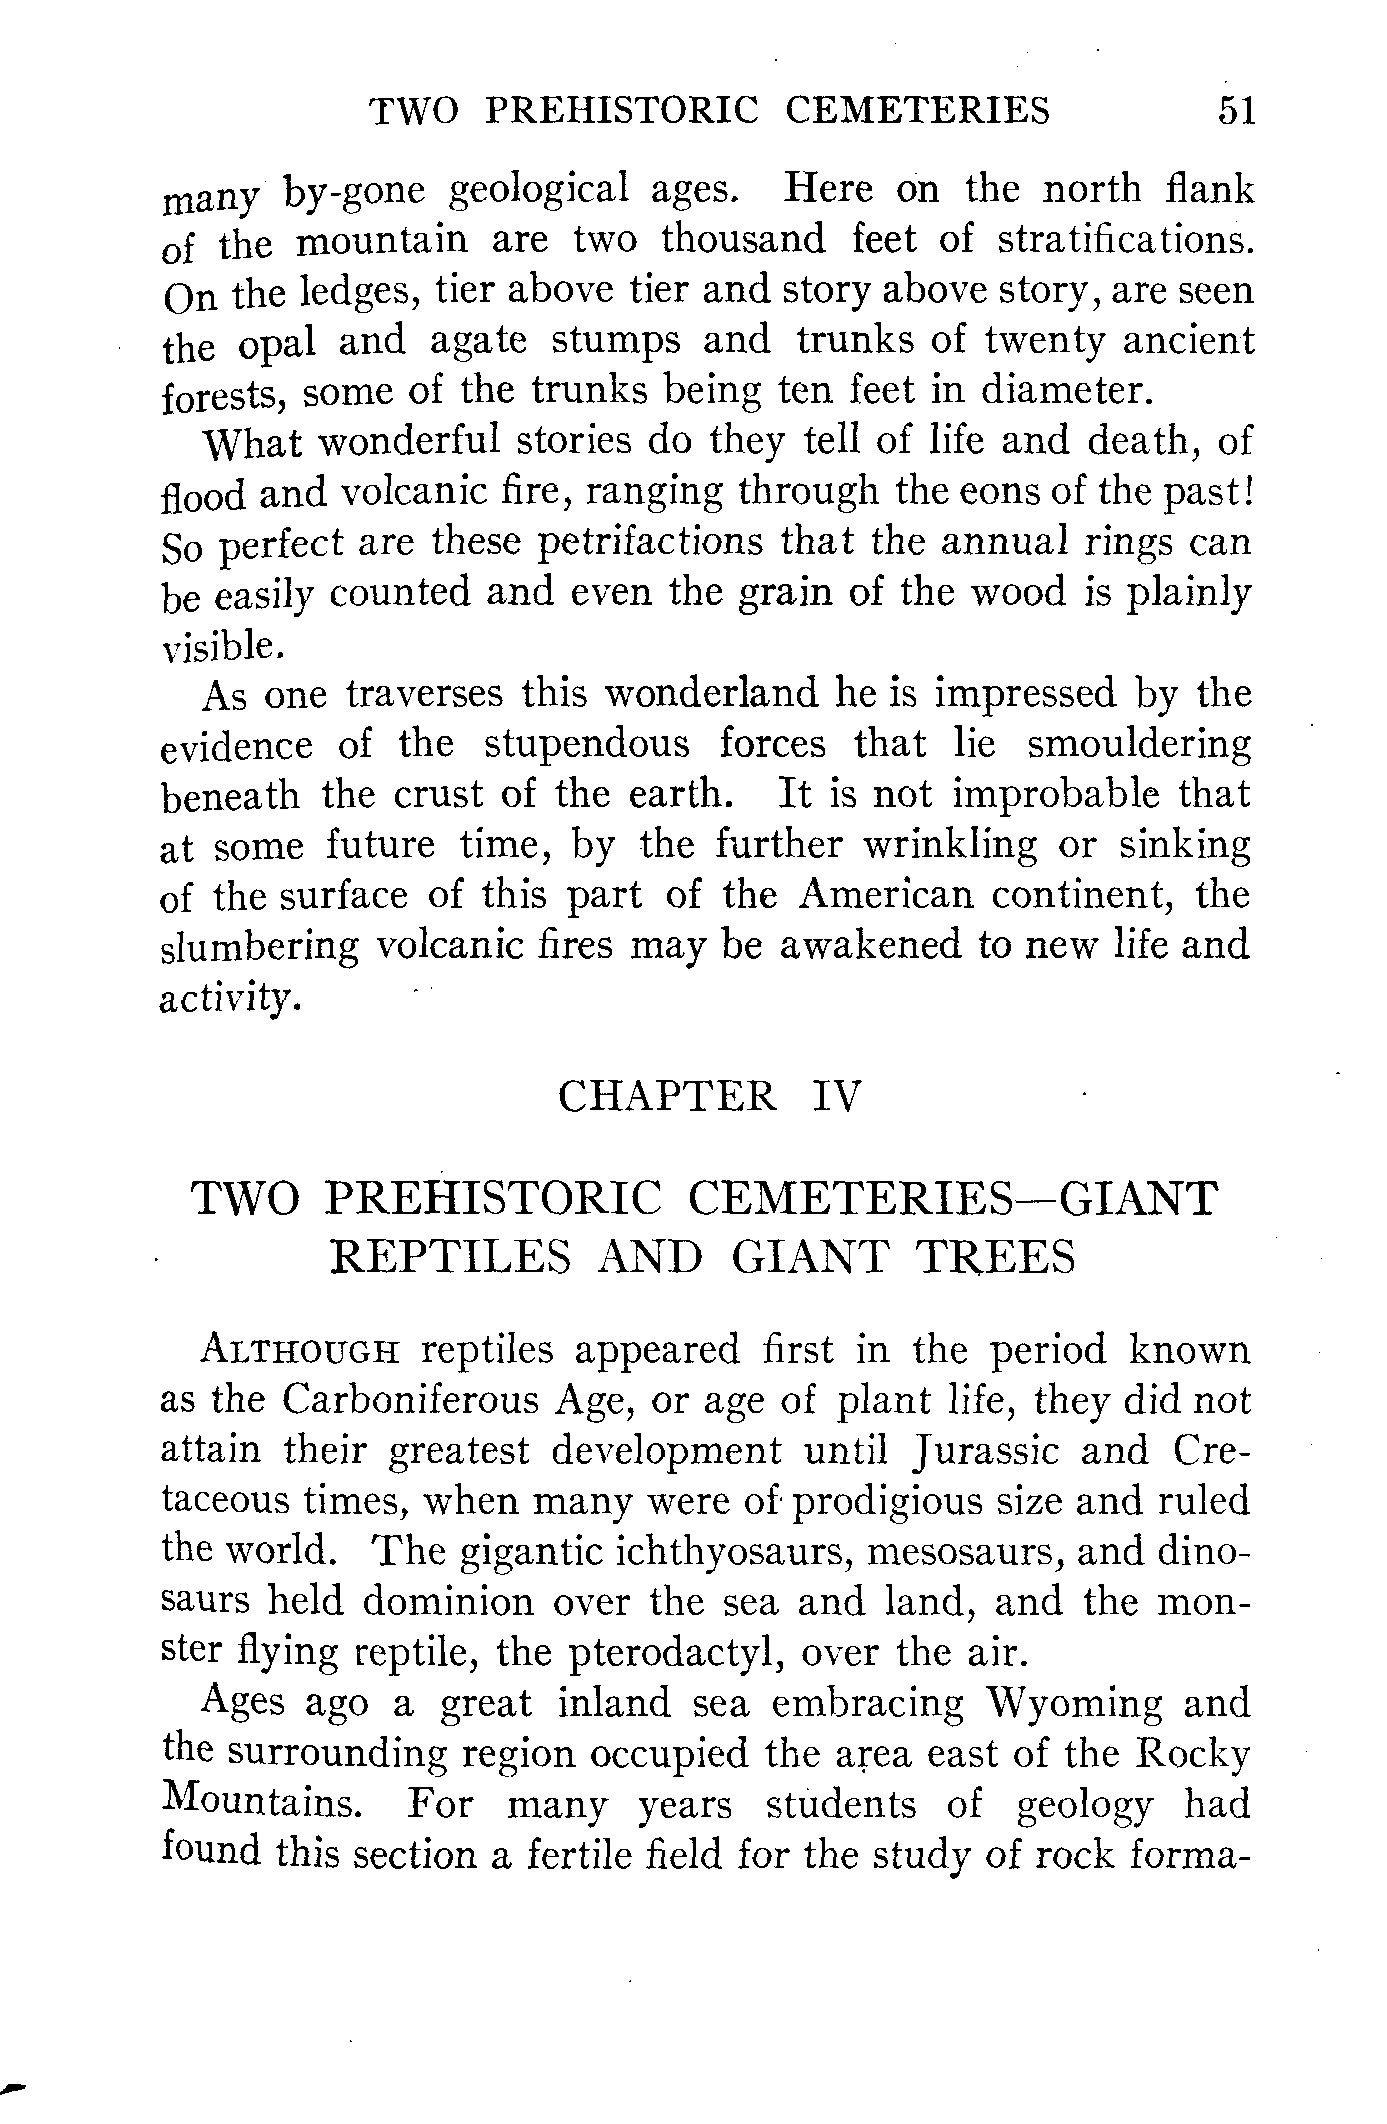 TWO PREHISTORIC CEMETERIES 51
many by-gone geological ages. Here on the north flank
of the mountain are two thousand feet of stratifications.
On the ledges, tier above tier and story above story, are seen
the opal and agate stumps and trunks of twenty ancient
forests, some of the trunks being ten feet in diameter.
What wonderful stories do they tell of life and death, of
flood and volcanic fire, ranging through the eons of the past!
So perfect are these petrifactions that the annual rings can
be easily counted and even the grain of the wood is plainly
visible.
As one traverses this wonderland he is impressed by the
evidence of the stupendous forces that lie smouldering
beneath the crust of the earth. It is not improbable that
at some future time, by the further wrinkling or sinking
of the surface of this part of the American continent, the
slumbering volcanic fires may be awakened to new life and
activity.
CHAPTER IV
TWO PREHISTORIC CEMETERIES—GIANT
REPTILES AND GIANT TREES
ALTHOUGH reptiles appeared first in the period known
as the Carboniferous Age, or age of plant life, they did not
attain their greatest development until Jurassic and Cre-
taceous times, when many were of prodigious size and ruled
the world. The gigantic ichthyosaurs, mesosaurs, and dino-
saurs held dominion over the sea and land, and the mon-
ster flying reptile, the pterodactyl, over the air.
Ages ago a great inland sea embracing Wyoming and
the surrounding region occupied the area east of the Rocky
Mountains. For many years students of geology had
found this section a fertile field for the study of rock forma-